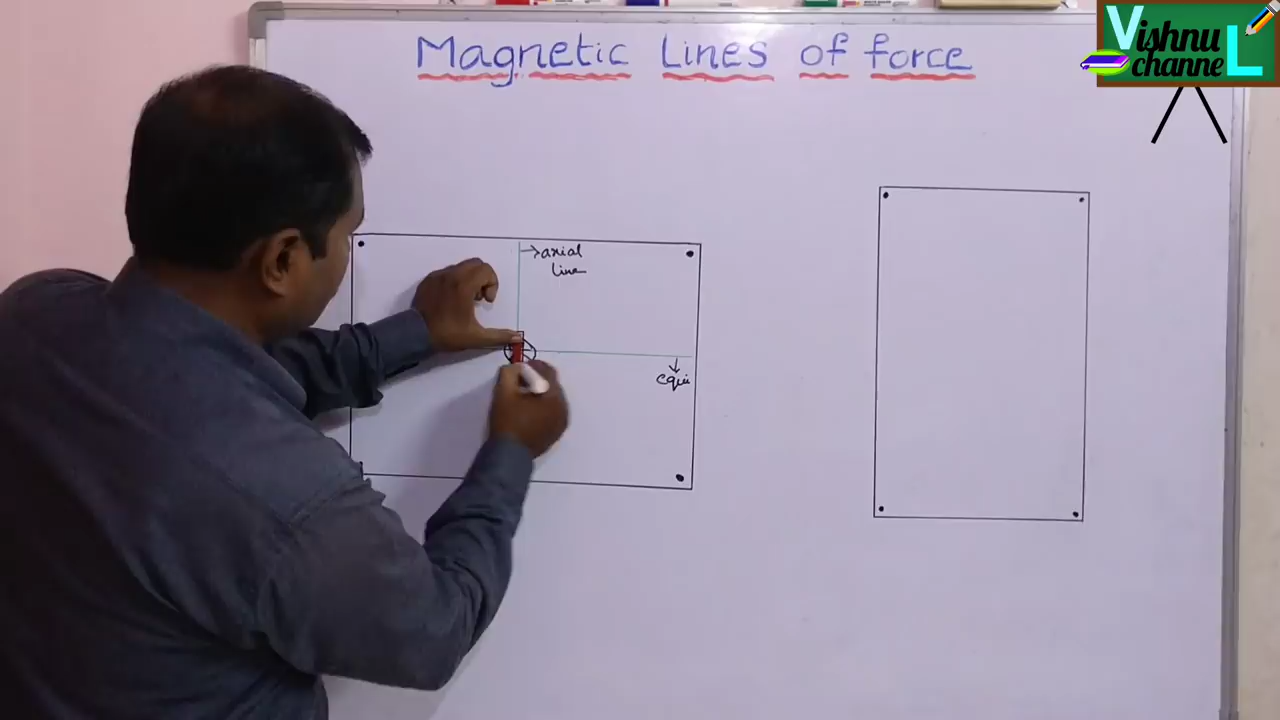 Magnetic Lines of force
Vishnu
channel
axial
line
equi